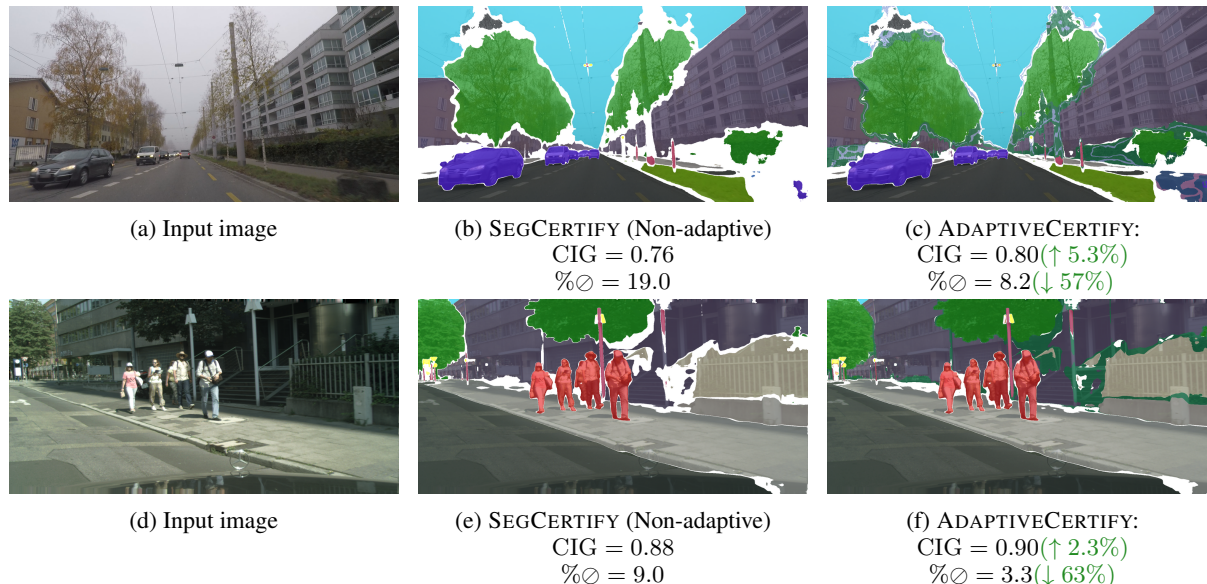 (a) Input image
(b) SEGCERTIFY (Non-adaptive)
CIG = 0.76
%⊘ = 19.0
(c) ADAPTIVECERTIFY:
CIG = 0.80(↑ 5.3%)
%⊘ = 8.2(↓ 57%)
(d) Input image
(e) SEGCERTIFY (Non-adaptive)
CIG = 0.88
%⊘ = 9.0
(f) ADAPTIVECERTIFY:
CIG = 0.90(↑ 2.3%)
%⊘ = 3.3(↓ 63%)